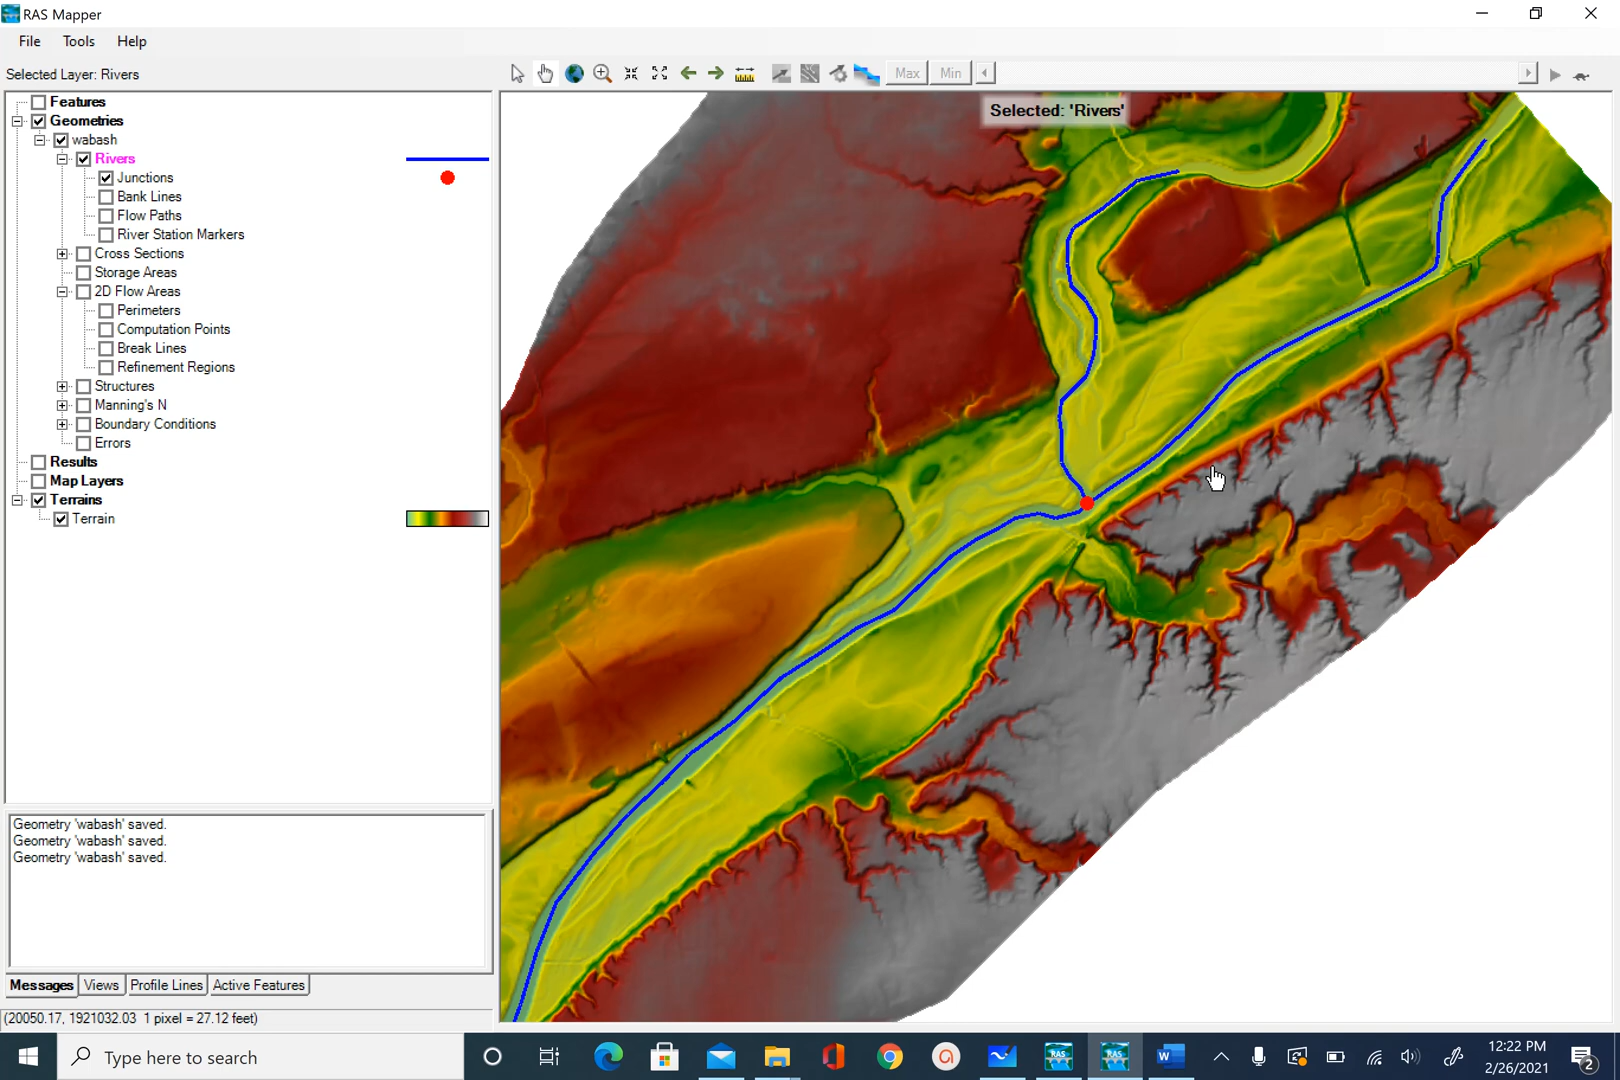 RAS Mapper
File Tools Help
Selected Layer: Rivers
Max Min
Features
Geometries
wabash
Rivers
Junctions
Bank Lines
Flow Paths
River Station Markers
Cross Sections
Storage Areas
2D Flow Areas
Perimeters
Computation Points
Break Lines
Refinement Regions
Structures
Manning's N
Boundary Conditions
Errors
Results
Map Layers
Terrains
Terrain
Selected: 'Rivers'
Geometry 'wabash' saved.
Geometry 'wabash' saved.
Geometry 'wabash' saved.
Messages Views Profile Lines Active Features
(20050.17, 1921032.03 1 pixel = 27.12 feet)
Type here to search
RAS
RAS
W
a
12:22 PM
2/26/2021
2